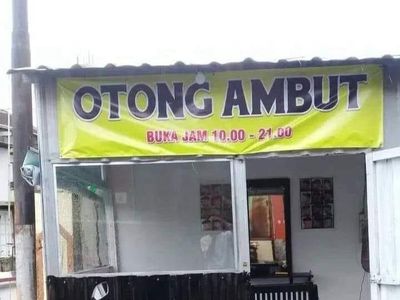 OTONG AMBUT
BUKA JAM 10.00 - 21.00